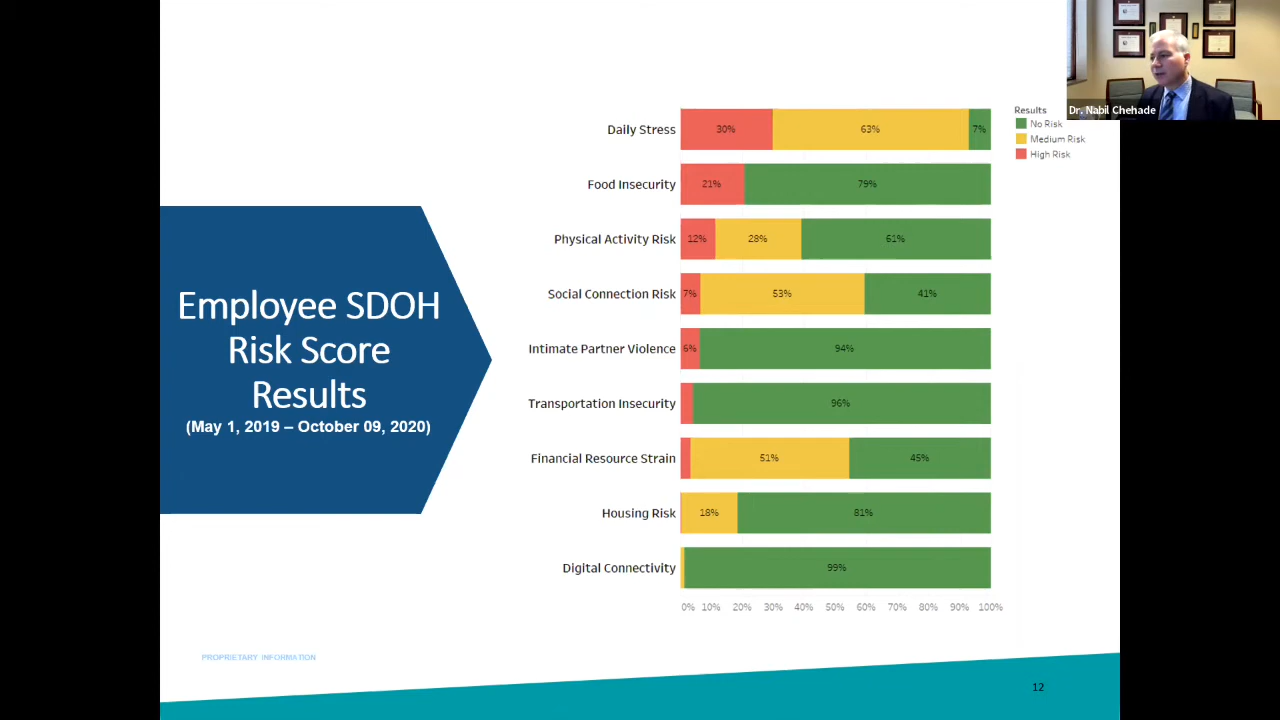 Dr. Nabil Chehade
Results
No Risk
Medium Risk
High Risk
Employee SDOH
Risk Score
Results
(May 1, 2019 – October 09, 2020)
Daily Stress 30% 63% 7%
Food Insecurity 21% 79%
Physical Activity Risk 12% 28% 61%
Social Connection Risk 7% 53% 41%
Intimate Partner Violence 6% 94%
Transportation Insecurity 96%
Financial Resource Strain 51% 45%
Housing Risk 18% 81%
Digital Connectivity 99%
0% 10% 20% 30% 40% 50% 60% 70% 80% 90% 100%
PROPRIETARY INFORMATION
12